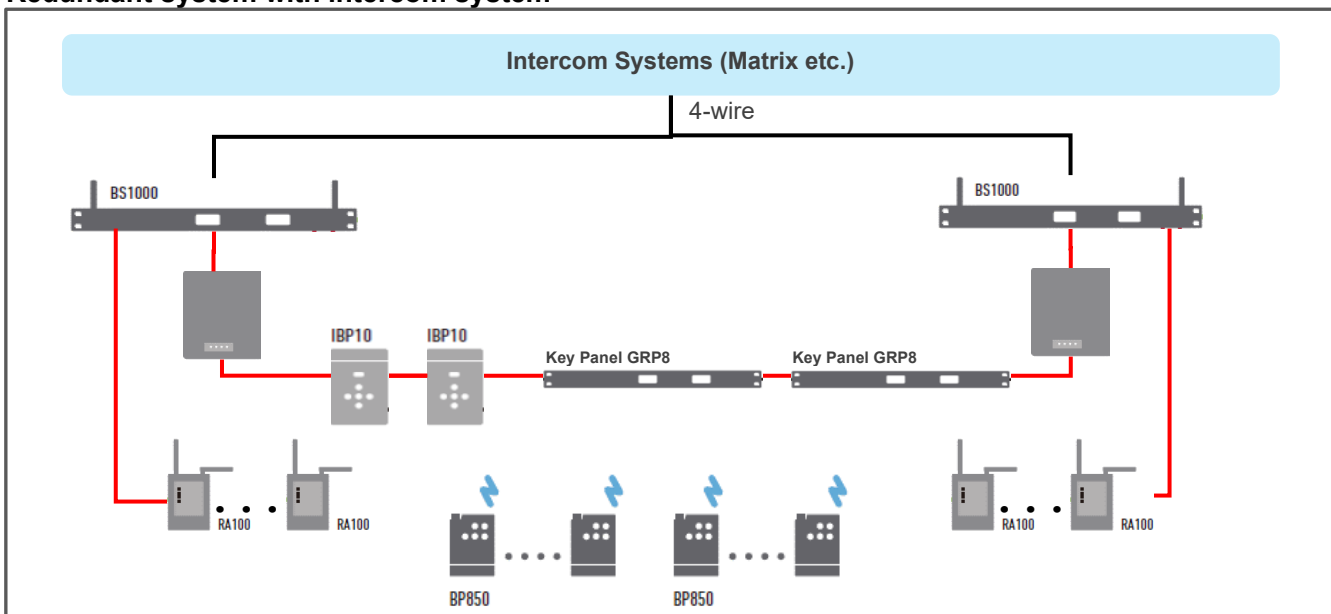 Redundant system with intercom system
Intercom Systems (Matrix etc.)
4-wire
BS1000
BS1000
IBP10
IBP10
Key Panel GRP8
Key Panel GRP8
RA100
RA100
RA100
RA100
BP850
BP850